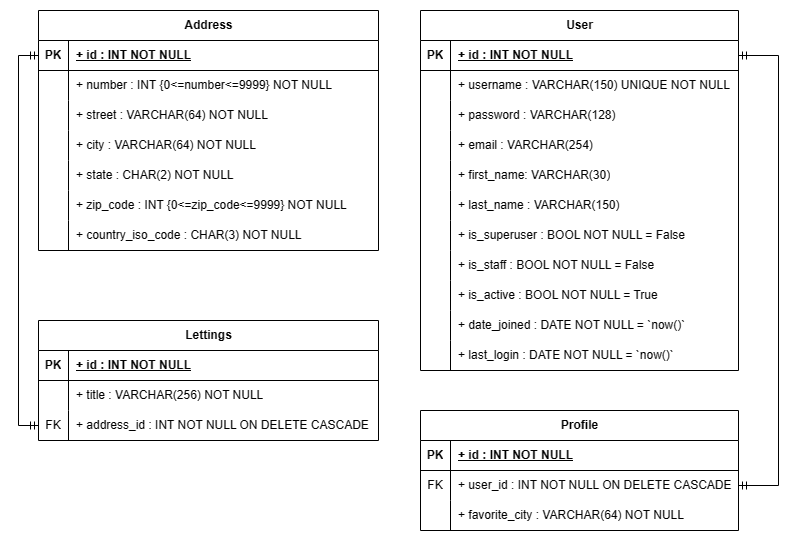 Address
PK + id : INT NOT NULL
+ number : INT {0<=number<=9999} NOT NULL
+ street : VARCHAR(64) NOT NULL
+ city : VARCHAR(64) NOT NULL
+ state : CHAR(2) NOT NULL
+ zip_code : INT {0<=zip_code<=9999} NOT NULL
+ country_iso_code : CHAR(3) NOT NULL
Lettings
PK + id : INT NOT NULL
+ title : VARCHAR(256) NOT NULL
FK + address_id : INT NOT NULL ON DELETE CASCADE
User
PK + id : INT NOT NULL
+ username : VARCHAR(150) UNIQUE NOT NULL
+ password : VARCHAR(128)
+ email : VARCHAR(254)
+ first_name: VARCHAR(30)
+ last_name : VARCHAR(150)
+ is_superuser : BOOL NOT NULL = False
+ is_staff : BOOL NOT NULL = False
+ is_active : BOOL NOT NULL = True
+ date_joined : DATE NOT NULL = `now()`
+ last_login : DATE NOT NULL = `now()`
Profile
PK + id : INT NOT NULL
FK + user_id : INT NOT NULL ON DELETE CASCADE
+ favorite_city : VARCHAR(64) NOT NULL